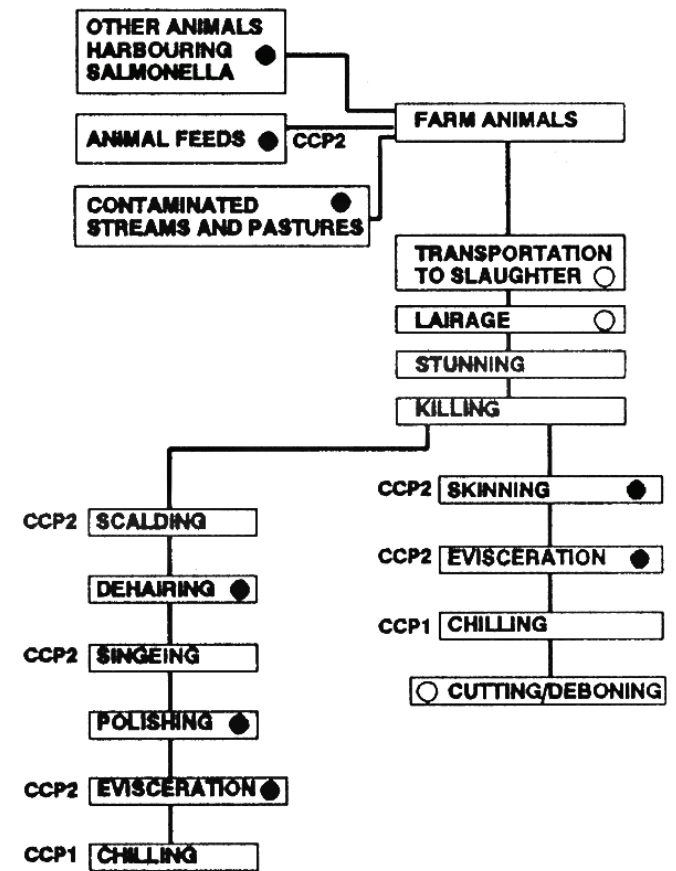 OTHER ANIMALS
HARBOURING
SALMONELLA
FARM ANIMALS
ANIMAL FEEDS
CCP2
CONTAMINATED
STREAMS AND PASTURES
TRANSPORTATION
TO SLAUGHTER
LAIRAGE
STUNNING
KILLING
CCP2 SKINNING
CCP2 SCALDING
CCP2 EVISCERATION
DEHAIRING
CCP1 CHILLING
CCP2 SINGEING
CUTTING/DEBONING
POLISHING
CCP2 EVISCERATION
CCP1 CHILLING